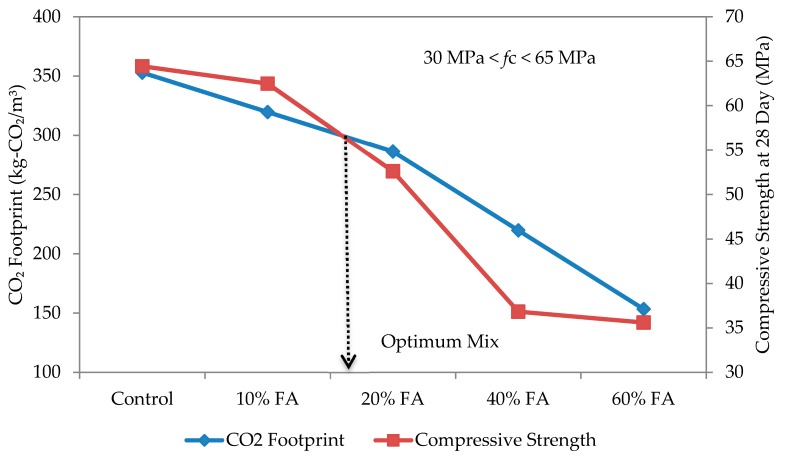 400
350
300
250
200
150
100
CO₂ Footprint (kg-CO₂/m³)
30 MPa < fc < 65 MPa
Optimum Mix
70
65
60
55
50
45
40
35
30
Compressive Strength at 28 Day (MPa)
Control
10% FA
20% FA
40% FA
60% FA
CO2 Footprint
Compressive Strength